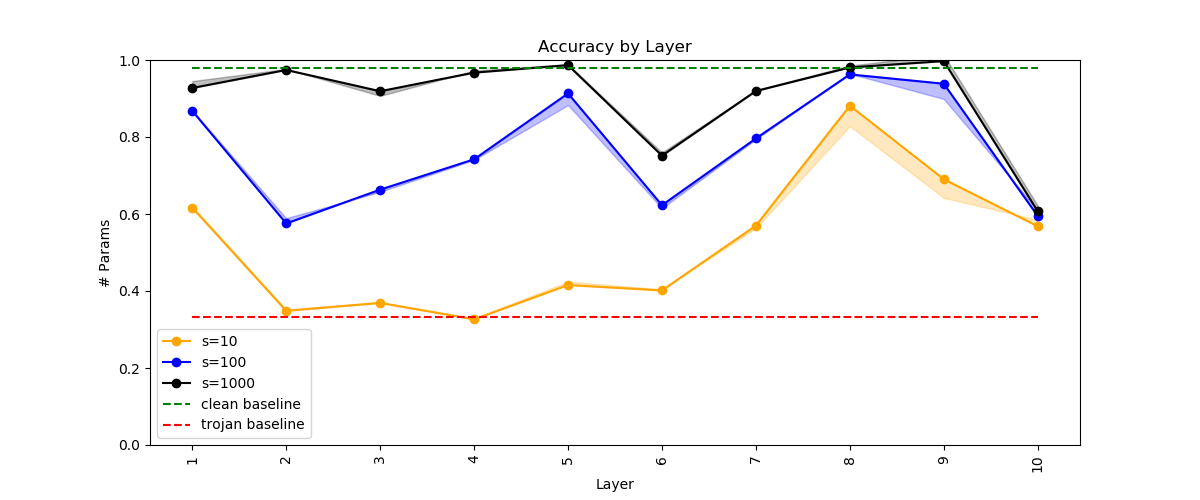 Accuracy by Layer
# Params
1.0
0.8
0.6
0.4
0.2
0.0
s=10
s=100
s=1000
clean baseline
trojan baseline
1 2 3 4 5 6 7 8 9 10
Layer